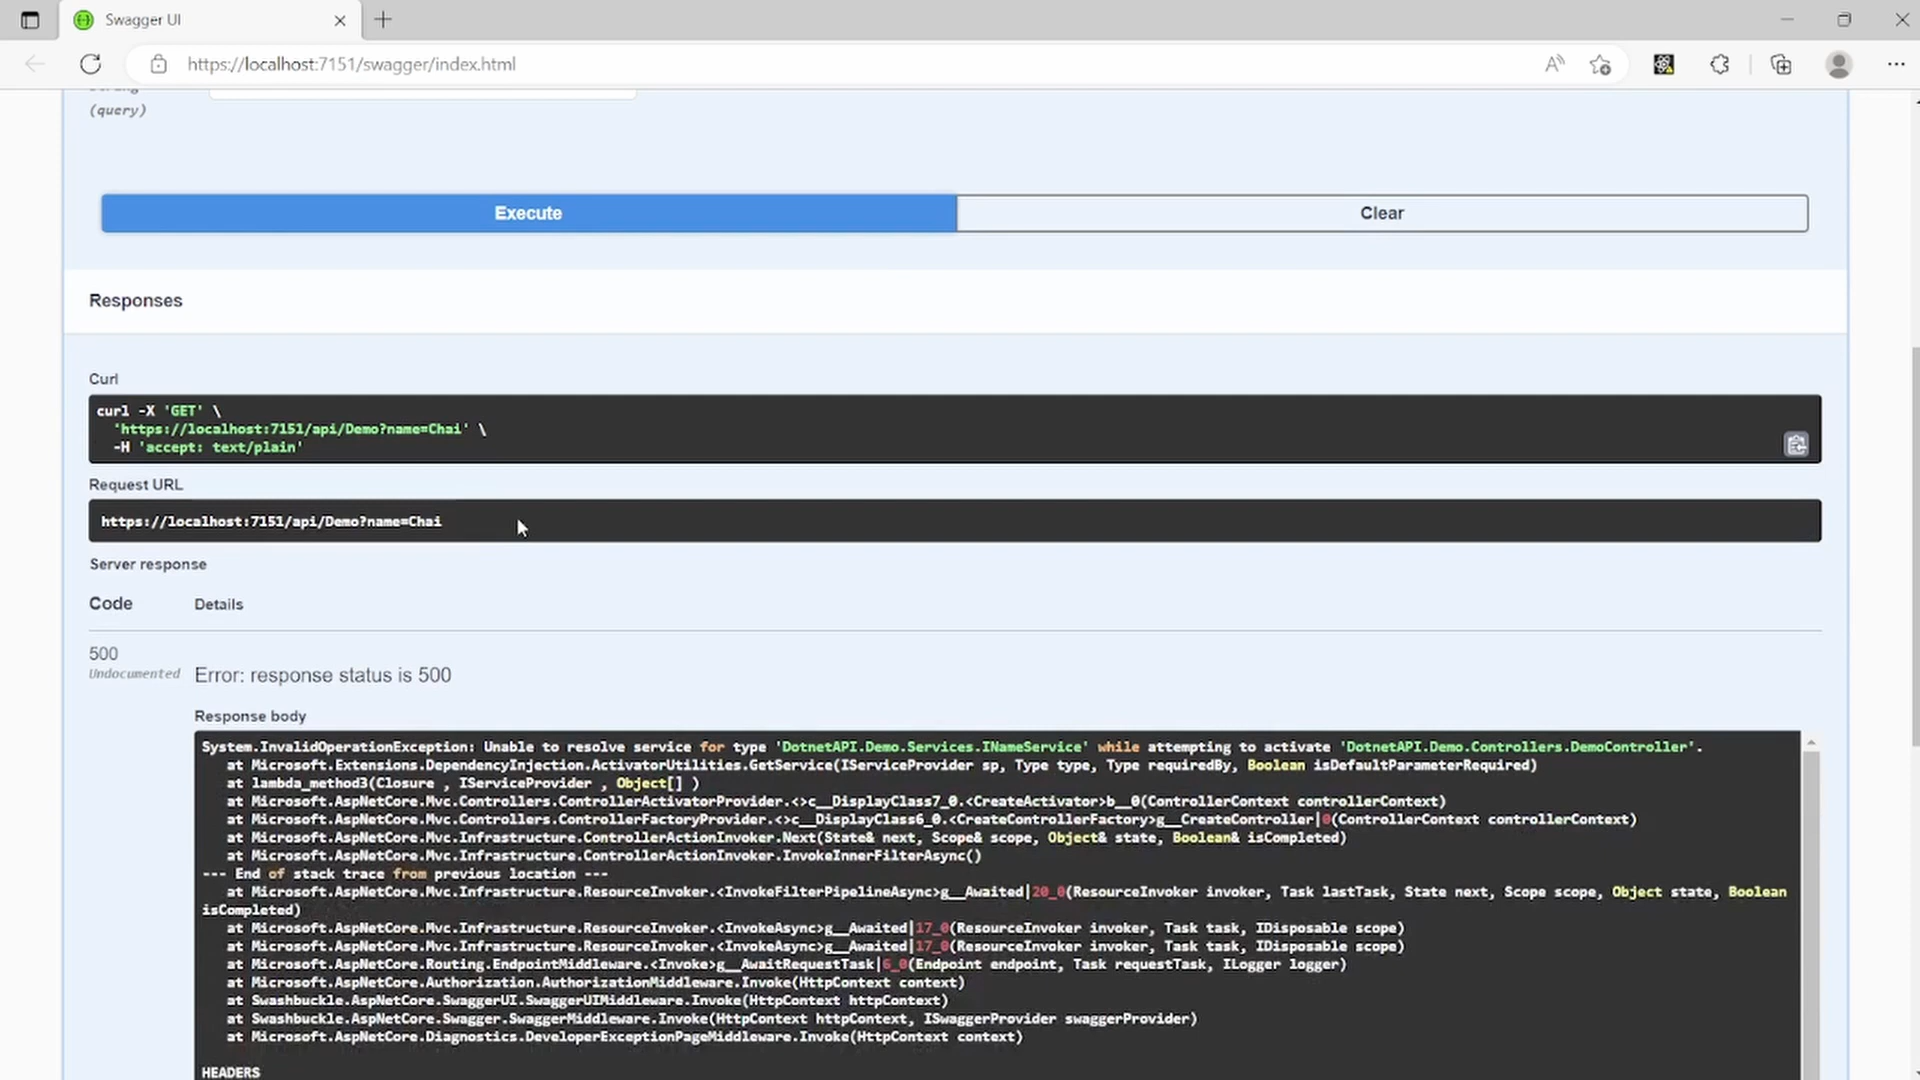 Swagger UI
https://localhost:7151/swagger/index.html
(query)
Execute
Clear
Responses
Curl
curl -X 'GET' \
'https://localhost:7151/api/Demo?name=Chai' \
-H 'accept: text/plain'
Request URL
https://localhost:7151/api/Demo?name=Chai
Server response
Code
Details
500
Undocumented
Error: response status is 500
Response body
System.InvalidOperationException: Unable to resolve service for type 'DotnetAPI.Demo.Services.INameService' while attempting to activate 'DotnetAPI.Demo.Controllers.DemoController'.
at Microsoft.Extensions.DependencyInjection.ActivatorUtilities.GetService(IServiceProvider sp, Type type, Type requiredBy, Boolean isDefaultParameterRequired)
at lambda_method3(Closure , IServiceProvider , Object[] )
at Microsoft.AspNetCore.Mvc.Controllers.ControllerActivatorProvider.<>c__DisplayClass7_0.<CreateActivator>b__0(ControllerContext controllerContext)
at Microsoft.AspNetCore.Mvc.Controllers.ControllerFactoryProvider.<>c__DisplayClass6_0.<CreateControllerFactory>g__CreateController|0(ControllerContext controllerContext)
at Microsoft.AspNetCore.Mvc.Infrastructure.ControllerActionInvoker.Next(State& next, Scope& scope, Object& state, Boolean& isCompleted)
at Microsoft.AspNetCore.Mvc.Infrastructure.ControllerActionInvoker.InvokeInnerFilterAsync()
--- End of stack trace from previous location ---
at Microsoft.AspNetCore.Mvc.Infrastructure.ResourceInvoker.<InvokeFilterPipelineAsync>g__Awaited|20_0(ResourceInvoker invoker, Task lastTask, State next, Scope scope, Object state, Boolean
isCompleted)
at Microsoft.AspNetCore.Mvc.Infrastructure.ResourceInvoker.<InvokeAsync>g__Awaited|17_0(ResourceInvoker invoker, Task task, IDisposable scope)
at Microsoft.AspNetCore.Mvc.Infrastructure.ResourceInvoker.<InvokeAsync>g__Awaited|17_0(ResourceInvoker invoker, Task task, IDisposable scope)
at Microsoft.AspNetCore.Routing.EndpointMiddleware.<Invoke>g__AwaitRequestTask|6_0(Endpoint endpoint, Task requestTask, ILogger logger)
at Microsoft.AspNetCore.Authorization.AuthorizationMiddleware.Invoke(HttpContext context)
at Swashbuckle.AspNetCore.SwaggerUI.SwaggerUIMiddleware.Invoke(HttpContext httpContext)
at Swashbuckle.AspNetCore.Swagger.SwaggerMiddleware.Invoke(HttpContext httpContext, ISwaggerProvider swaggerProvider)
at Microsoft.AspNetCore.Diagnostics.DeveloperExceptionPageMiddleware.Invoke(HttpContext context)
HEADERS